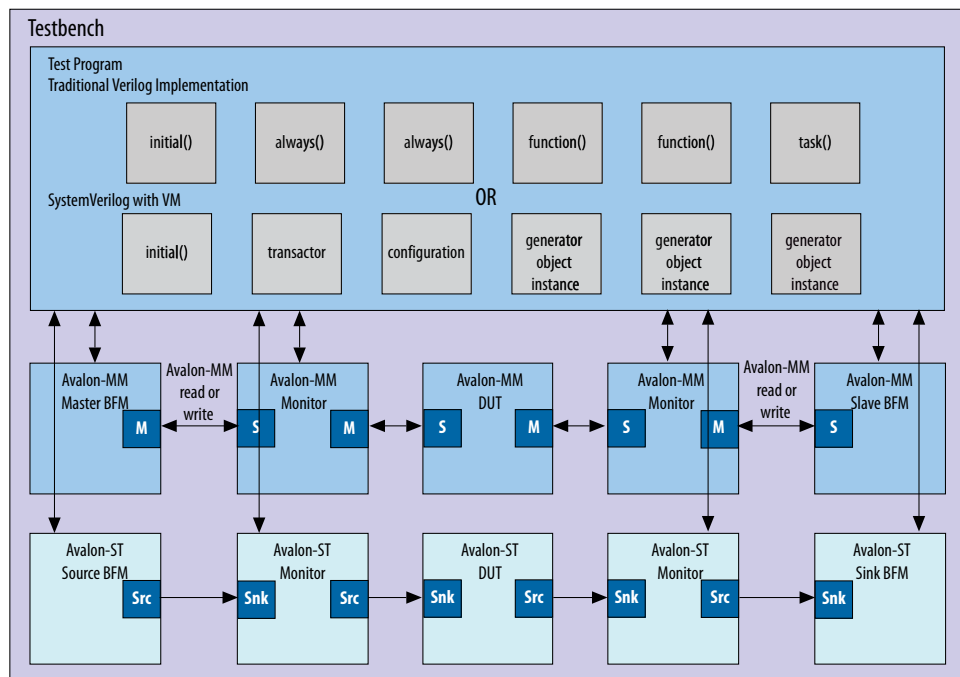 Testbench
Test Program
Traditional Verilog Implementation
initial()
always()
always()
function()
function()
task()
SystemVerilog with VM
OR
initial()
transactor
configuration
generator
object
instance
generator
object
instance
generator
object
instance
Avalon-MM
Master BFM
M
Avalon-MM
read or
write
Avalon-MM
Monitor
S
M
Avalon-MM
DUT
S
M
Avalon-MM
Monitor
S
M
Avalon-MM
read or
write
Avalon-MM
Slave BFM
S
Avalon-ST
Source BFM
Src
Avalon-ST
Monitor
Snk
Src
Avalon-ST
DUT
Snk
Src
Avalon-ST
Monitor
Snk
Src
Avalon-ST
Sink BFM
Snk